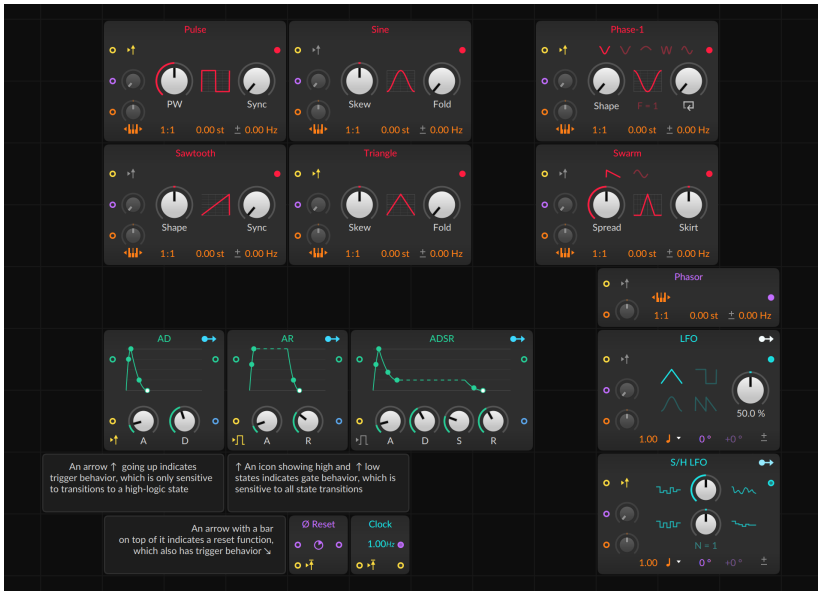 Pulse
PW
Sync
1:1 0.00 st ± 0.00 Hz
Sine
Skew
Fold
1:1 0.00 st ± 0.00 Hz
Phase-1
Shape
F ÷ 1
1:1 0.00 st ± 0.00 Hz
Sawtooth
Shape
Sync
1:1 0.00 st ± 0.00 Hz
Triangle
Skew
Fold
1:1 0.00 st ± 0.00 Hz
Swarm
Spread
Skirt
1:1 0.00 st ± 0.00 Hz
Phasor
1:1 0.00 st ± 0.00 Hz
AD
A D
AR
A R
ADSR
A D S R
LFO
50.0 %
1.00 0° +0° ±
An arrow ↑ going up indicates
trigger behavior, which is only sensitive
to transitions to a high-logic state
↑ An icon showing high and ↑ low
states indicates gate behavior, which is
sensitive to all state transitions
S/H LFO
N = 1
1.00 0° +0° ±
An arrow with a bar
on top of it indicates a reset function,
which also has trigger behavior ↘
Ø Reset
Ø
Clock
1.00Hz